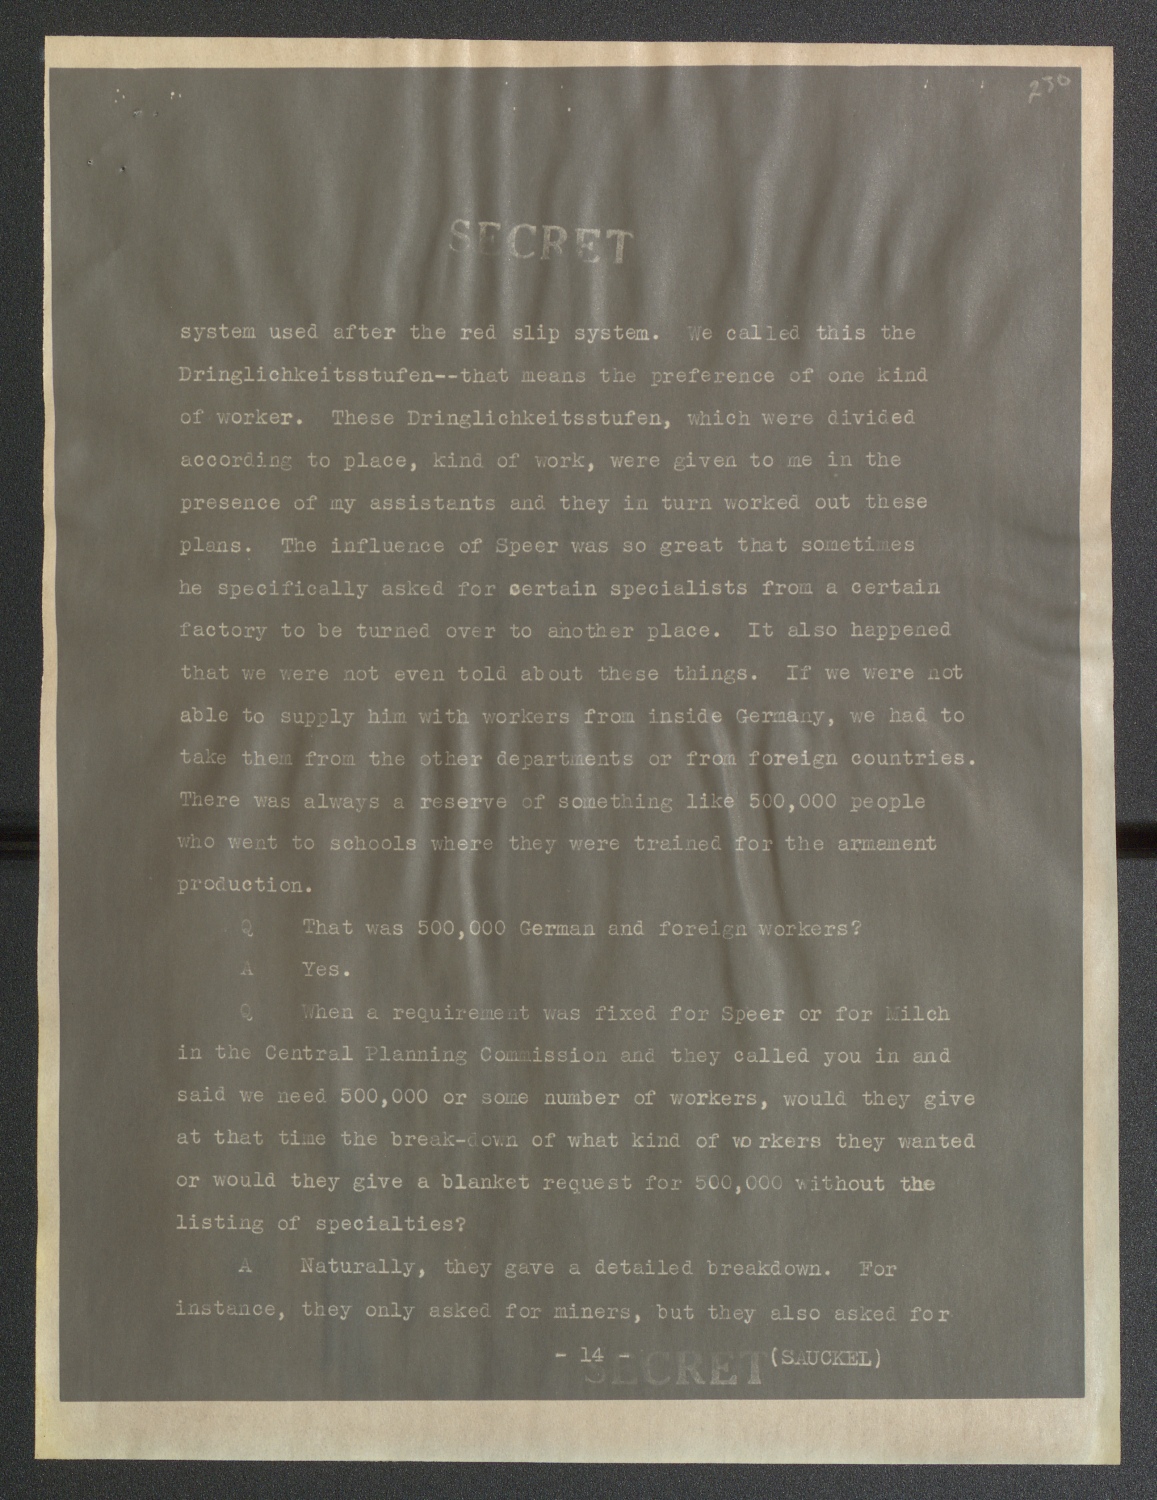 230
SECRET
system used after the red slip system.  We called this the
Dringlichkeitsstufen--that means the preference of one kind
of worker.  These Dringlichkeitsstufen, which were divided
according to place, kind of work, were given to me in the
presence of my assistants and they in turn worked out these
plans.  The influence of Speer was so great that sometimes
he specifically asked for certain specialists from a certain
factory to be turned over to another place.  It also happened
that we were not even told about these things.  If we were not
able to supply him with workers from inside Germany, we had to
take them from the other departments or from foreign countries.
There was always a reserve of something like 500,000 people
who went to schools where they were trained for the armament
production.
Q    That was 500,000 German and foreign workers?
A    Yes.
Q    When a requirement was fixed for Speer or for Milch
in the Central Planning Commission and they called you in and
said we need 500,000 or some number of workers, would they give
at that time the break-down of what kind of wo rkers they wanted
or would they give a blanket request for 500,000 without the
listing of specialties?
A    Naturally, they gave a detailed breakdown.  For
instance, they only asked for miners, but they also asked for
- 14 -    (SAUCKEL)
SECRET